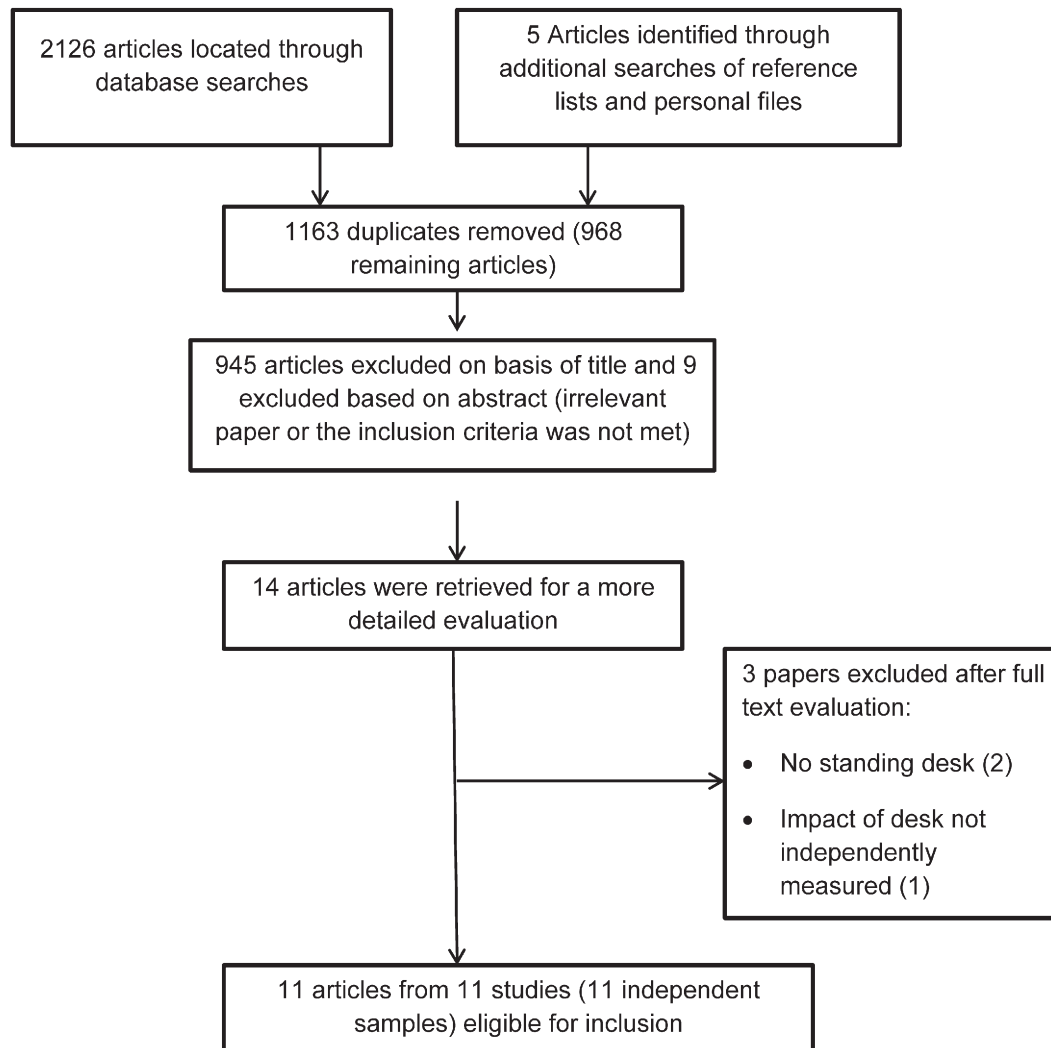 2126 articles located through
database searches
5 Articles identified through
additional searches of reference
lists and personal files
1163 duplicates removed (968
remaining articles)
945 articles excluded on basis of title and 9
excluded based on abstract (irrelevant
paper or the inclusion criteria was not met)
14 articles were retrieved for a more
detailed evaluation
3 papers excluded after full
text evaluation:
• No standing desk (2)
• Impact of desk not
independently
measured (1)
11 articles from 11 studies (11 independent
samples) eligible for inclusion